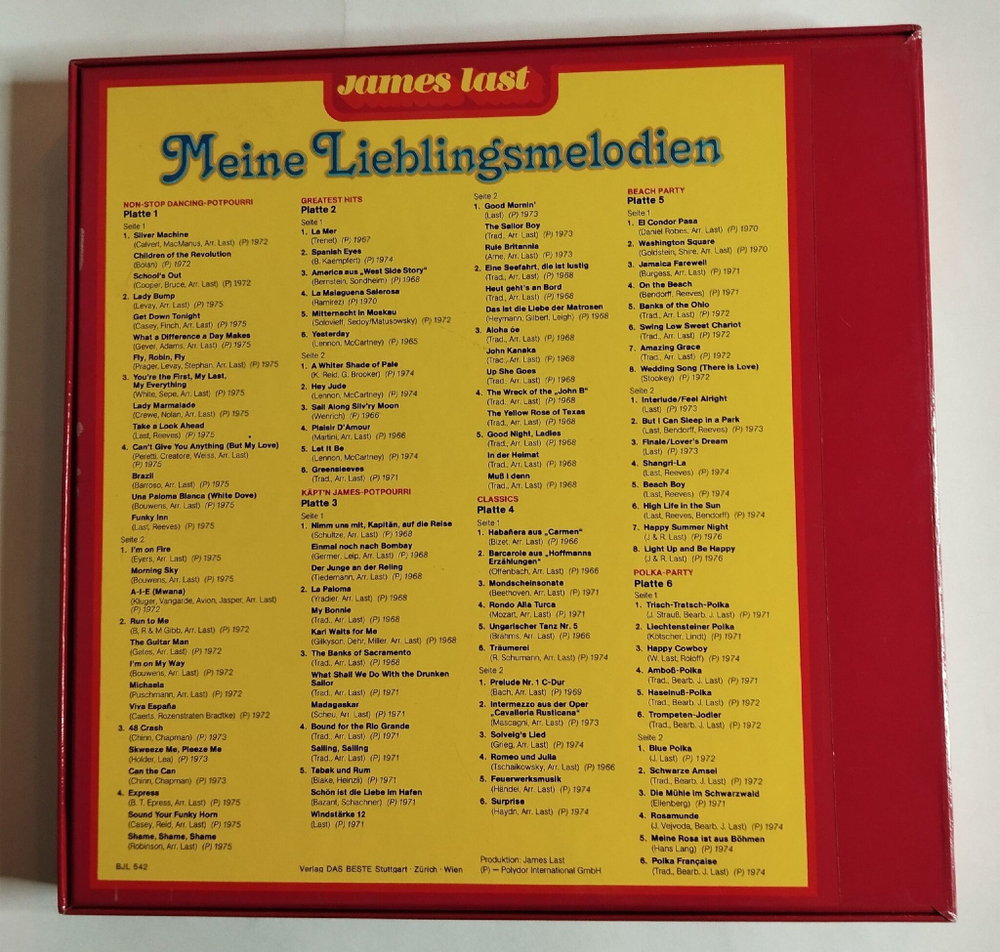 james last
Meine Lieblingsmelodien
NON-STOP DANCING-POTPOURRI
Platte 1
Seite 1
1. Silver Machine
(Calvert, MacManus, Arr. Last) (P) 1972
Children of the Revolution
(Bolan) (P) 1972
School's Out
(Cooper, Bruce, Arr. Last) (P) 1972
2. Lady Bump
(Levay, Arr. Last) (P) 1975
Get Down Tonight
(Casey, Finch, Arr. Last) (P) 1975
What a Difference a Day Makes
(Gever, Adams, Arr. Last) (P) 1975
Fly, Robin, Fly
(Prager, Levay, Stephan, Arr. Last) (P) 1975
3. You're the First, My Last,
My Everything
(White, Sepe, Arr. Last) (P) 1975
Lady Marmalade
(Crewe, Nolan, Arr. Last) (P) 1975
Take a Look Ahead
(Last, Reeves) (P) 1975
4. Can't Give You Anything (But My Love)
(Peretti, Creatore, Weiss, Arr. Last)
(P) 1975
Brazil
(Barroso, Arr. Last) (P) 1975
Una Paloma Blanca (White Dove)
(Bouwens, Arr. Last) (P) 1975
Funky Inn
(Last, Reeves) (P) 1975
Seite 2
1. I'm on Fire
(Eyers, Arr. Last) (P) 1975
Morning Sky
(Bouwens, Arr. Last) (P) 1975
A-I-E (Mwana)
(Kluger, Vangarde, Avion, Jasper, Arr. Last)
(P) 1972
2. Run to Me
(B, R & M Gibb, Arr. Last) (P) 1972
The Guitar Man
(Gates, Arr. Last) (P) 1972
I'm on My Way
(Bouwens, Arr. Last) (P) 1972
Michaela
(Puschmann, Arr. Last) (P) 1972
Viva España
(Caerts, Rozenstraten Bradtke) (P) 1972
3. 48 Crash
(Chinn, Chapman) (P) 1973
Skweeze Me, Pleeze Me
(Holder, Lea) (P) 1973
Can the Can
(Chinn, Chapman) (P) 1973
4. Express
(B. T. Epress, Arr. Last) (P) 1975
Sound Your Funky Horn
(Casey, Reid, Arr. Last) (P) 1975
Shame, Shame, Shame
(Robinson, Arr. Last) (P) 1975
BJL 542
GREATEST HITS
Platte 2
Seite 1
1. La Mer
(Trenet) (P) 1967
2. Spanish Eyes
(B. Kaempfert) (P) 1974
3. America aus „West Side Story"
(Bernstein, Sondheim) (P) 1968
4. La Malaguena Salerosa
(Ramirez) (P) 1970
5. Mitternacht in Moskau
(Solovieff, Sedoy/Matusowsky) (P) 1972
6. Yesterday
(Lennon, McCartney) (P) 1965
Seite 2
1. A Whiter Shade of Pale
(K. Reid, G. Brocker) (P) 1974
2. Hey Jude
(Lennon, McCartney) (P) 1974
3. Sail Along Silv'ry Moon
(Wenrich) (P) 1966
4. Plaisir D'Amour
(Martini, Arr. Last) (P) 1966
5. Let It Be
(Lennon, McCartney) (P) 1974
6. Greensleeves
(Trad., Arr. Last) (P) 1971
KÄPT'N JAMES-POTPOURRI
Platte 3
Seite 1
1. Nimm uns mit, Kapitän, auf die Reise
(Schultze, Arr. Last) (P) 1968
Einmal noch nach Bombay
(Germer, Leip, Arr. Last) (P) 1968
Der Junge an der Reling
(Tiedemann, Arr. Last) (P) 1968
2. La Paloma
(Yradier, Arr. Last) (P) 1968
My Bonnie
(Trad., Arr. Last) (P) 1968
Kari Waits for Me
(Gilkyson, Dehr, Miller, Arr. Last) (P) 1968
3. The Banks of Sacramento
(Trad., Arr. Last) (P) 1968
What Shall We Do With the Drunken
Sailor
(Trad., Arr. Last) (P) 1971
Madagaskar
(Scheu, Arr. Last) (P) 1971
4. Bound for the Rio Grande
(Trad., Arr. Last) (P) 1971
Sailing, Sailing
(Trad., Arr. Last) (P) 1971
5. Tabak und Rum
(Blake, Heinzli) (P) 1971
Schön ist die Liebe im Hafen
(Bazant, Schachner) (P) 1971
Windstärke 12
(Last) (P) 1971
Verlag DAS BESTE Stuttgart · Zürich · Wien
Seite 2
1. Good Mornin'
(Last) (P) 1973
The Sailor Boy
(Trad., Arr. Last) (P) 1973
Rule Britannia
(Arne, Arr. Last) (P) 1973
2. Eine Seefahrt, die ist lustig
(Trad., Arr. Last) (P) 1968
Heut geht's an Bord
(Trad., Arr. Last) (P) 1968
Das ist die Liebe der Matrosen
(Heymann, Gilbert, Leigh) (P) 1968
3. Aloha óe
(Trad., Arr. Last) (P) 1968
John Kanaka
(Trad., Arr. Last) (P) 1968
Up She Goes
(Trad., Arr. Last) (P) 1968
4. The Wreck of the „John B"
(Trad., Arr. Last) (P) 1968
The Yellow Rose of Texas
(Trad., Arr. Last) (P) 1968
5. Good Night, Ladies
(Trad., Arr. Last) (P) 1968
In der Heimat
(Trad., Arr. Last) (P) 1968
Muß i denn
(Trad., Arr. Last) (P) 1968
CLASSICS
Platte 4
Seite 1
1. Habañera aus „Carmen"
(Bizet, Arr. Last) (P) 1966
2. Barcarole aus „Hoffmanns
Erzählungen"
(Offenbach, Arr. Last) (P) 1966
3. Mondscheinsonate
(Beethoven, Arr. Last) (P) 1971
4. Rondo Alla Turca
(Mozart, Arr. Last) (P) 1971
5. Ungarischer Tanz Nr. 5
(Brahms, Arr. Last) (P) 1966
6. Träumerei
(R. Schumann, Arr. Last) (P) 1974
Seite 2
1. Prelude Nr. 1 C-Dur
(Bach, Arr. Last) (P) 1969
2. Intermezzo aus der Oper
„Cavalleria Rusticana"
(Mascagni, Arr. Last) (P) 1973
3. Solveig's Lied
(Grieg, Arr. Last) (P) 1974
4. Romeo und Julia
(Tschaikowsky, Arr. Last) (P) 1966
5. Feuerwerksmusik
(Händel, Arr. Last) (P) 1974
6. Surprise
(Haydn, Arr. Last) (P) 1974
Produktion: James Last
(P) — Polydor International GmbH
BEACH PARTY
Platte 5
Seite 1
1. El Condor Pasa
(Daniel Robes, Arr. Last) (P) 1970
2. Washington Square
(Goldstein, Shire, Arr. Last) (P) 1970
3. Jamaica Farewell
(Burgess, Arr. Last) (P) 1971
4. On the Beach
(Bendorff, Reeves) (P) 1971
5. Banks of the Ohio
(Trad., Arr. Last) (P) 1972
6. Swing Low Sweet Chariot
(Trad., Arr. Last) (P) 1972
7. Amazing Grace
(Trad., Arr. Last) (P) 1972
8. Wedding Song (There is Love)
(Stookey) (P) 1972
Seite 2
1. Interlude/Feel Alright
(Last) (P) 1973
2. But I Can Sleep in a Park
(Last, Bendorff, Reeves) (P) 1973
3. Finale/Lover's Dream
(Last) (P) 1973
4. Shangri-La
(Last, Reeves) (P) 1974
5. Beach Boy
(Last, Reeves) (P) 1974
6. High Life in the Sun
(Last, Reeves, Bendorff) (P) 1974
7. Happy Summer Night
(J. & R. Last) (P) 1976
8. Light Up and Be Happy
(J. & R. Last) (P) 1976
POLKA-PARTY
Platte 6
Seite 1
1. Trisch-Tratsch-Polka
(J. Strauß, Bearb. J. Last) (P) 1971
2. Liechtensteiner Polka
(Kötscher, Lindt) (P) 1971
3. Happy Cowboy
(W. Last, Roloff) (P) 1974
4. Amboß-Polka
(Trad., Bearb. J. Last) (P) 1971
5. Haselnuß-Polka
(Trad., Bearb. J. Last) (P) 1972
6. Trompeten-Jodler
(Trad., Bearb. J. Last) (P) 1972
Seite 2
1. Blue Polka
(J. Last) (P) 1972
2. Schwarze Amsel
(Trad., Bearb. J. Last) (P) 1972
3. Die Mühle im Schwarzwald
(Eilenberg) (P) 1971
4. Rosamunde
(J. Vejvoda, Bearb. J. Last) (P) 1974
5. Meine Rosa ist aus Böhmen
(Hans Lang) (P) 1974
6. Polka Française
(Trad., Bearb. J. Last) (P) 1974